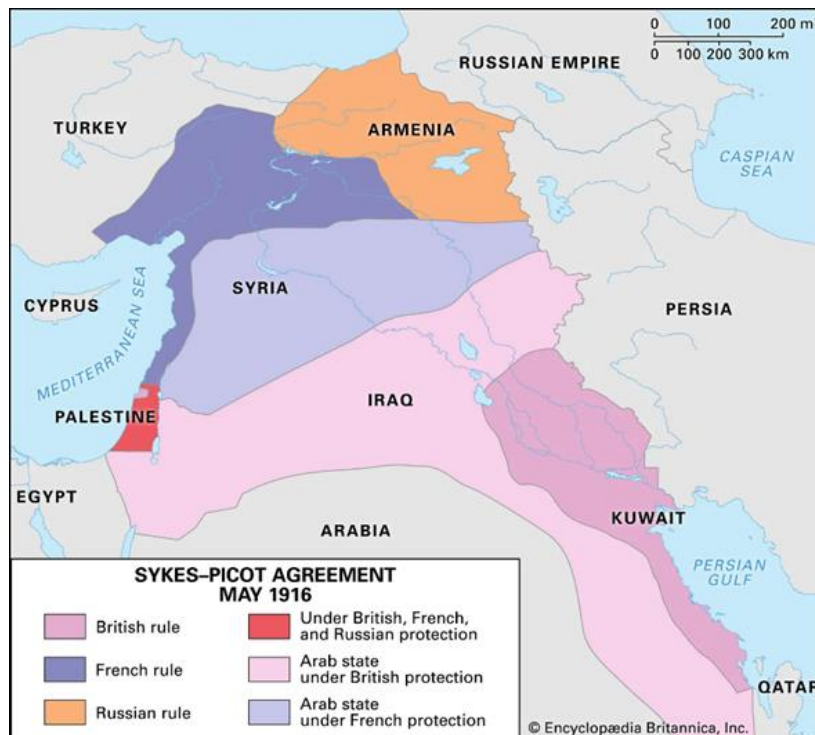 0 100 200 mi
0 100 200 300 km
RUSSIAN EMPIRE
TURKEY
ARMENIA
CASPIAN
SEA
CYPRUS
MEDITERRANEAN SEA
SYRIA
PERSIA
PALESTINE
IRAQ
EGYPT
ARABIA
KUWAIT
PERSIAN
GULF
QATAR
SYKES–PICOT AGREEMENT
MAY 1916
British rule
French rule
Russian rule
Under British, French,
and Russian protection
Arab state
under British protection
Arab state
under French protection
© Encyclopædia Britannica, Inc.